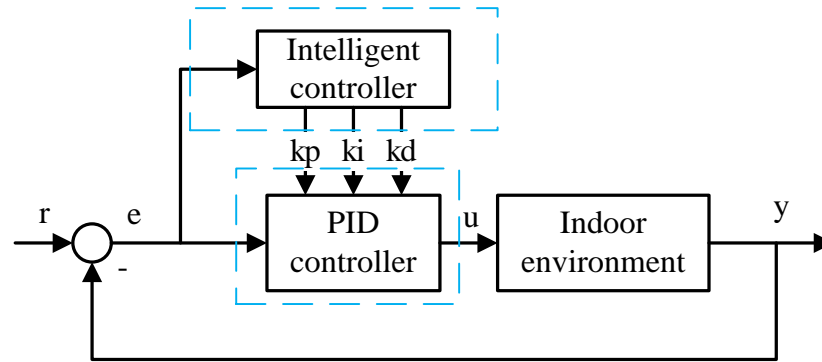 Intelligent
controller
kp ki kd
r
e
PID
controller
u
Indoor
environment
y
-